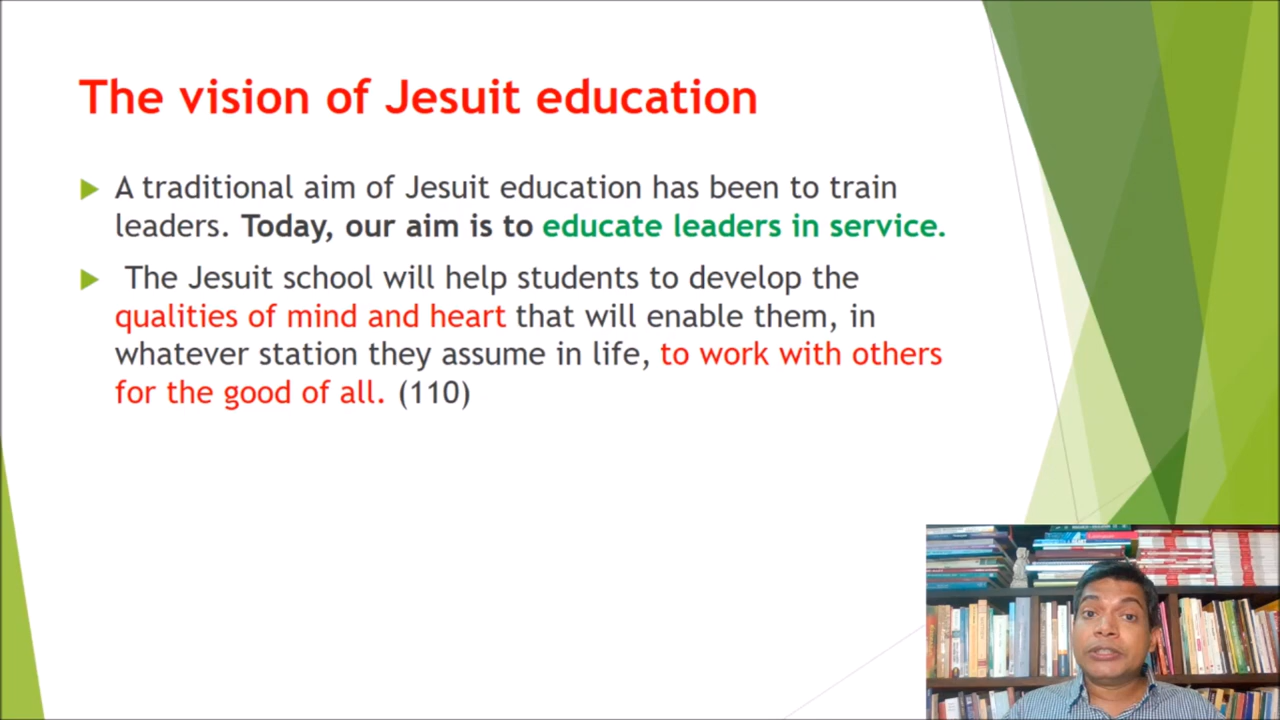 The vision of Jesuit education
A traditional aim of Jesuit education has been to train
leaders. Today, our aim is to educate leaders in service.
The Jesuit school will help students to develop the
qualities of mind and heart that will enable them, in
whatever station they assume in life, to work with others
for the good of all. (110)